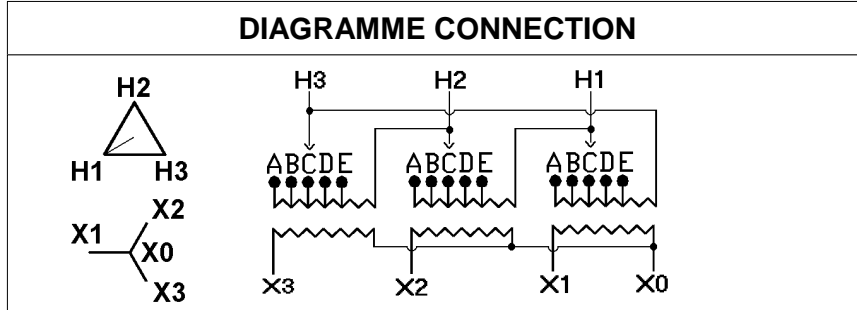 DIAGRAMME CONNECTION
H2
H1 H3
X2
X1 X0
X3
H3 H2 H1
ABCDE ABCDE ABCDE
X3 X2 X1 X0